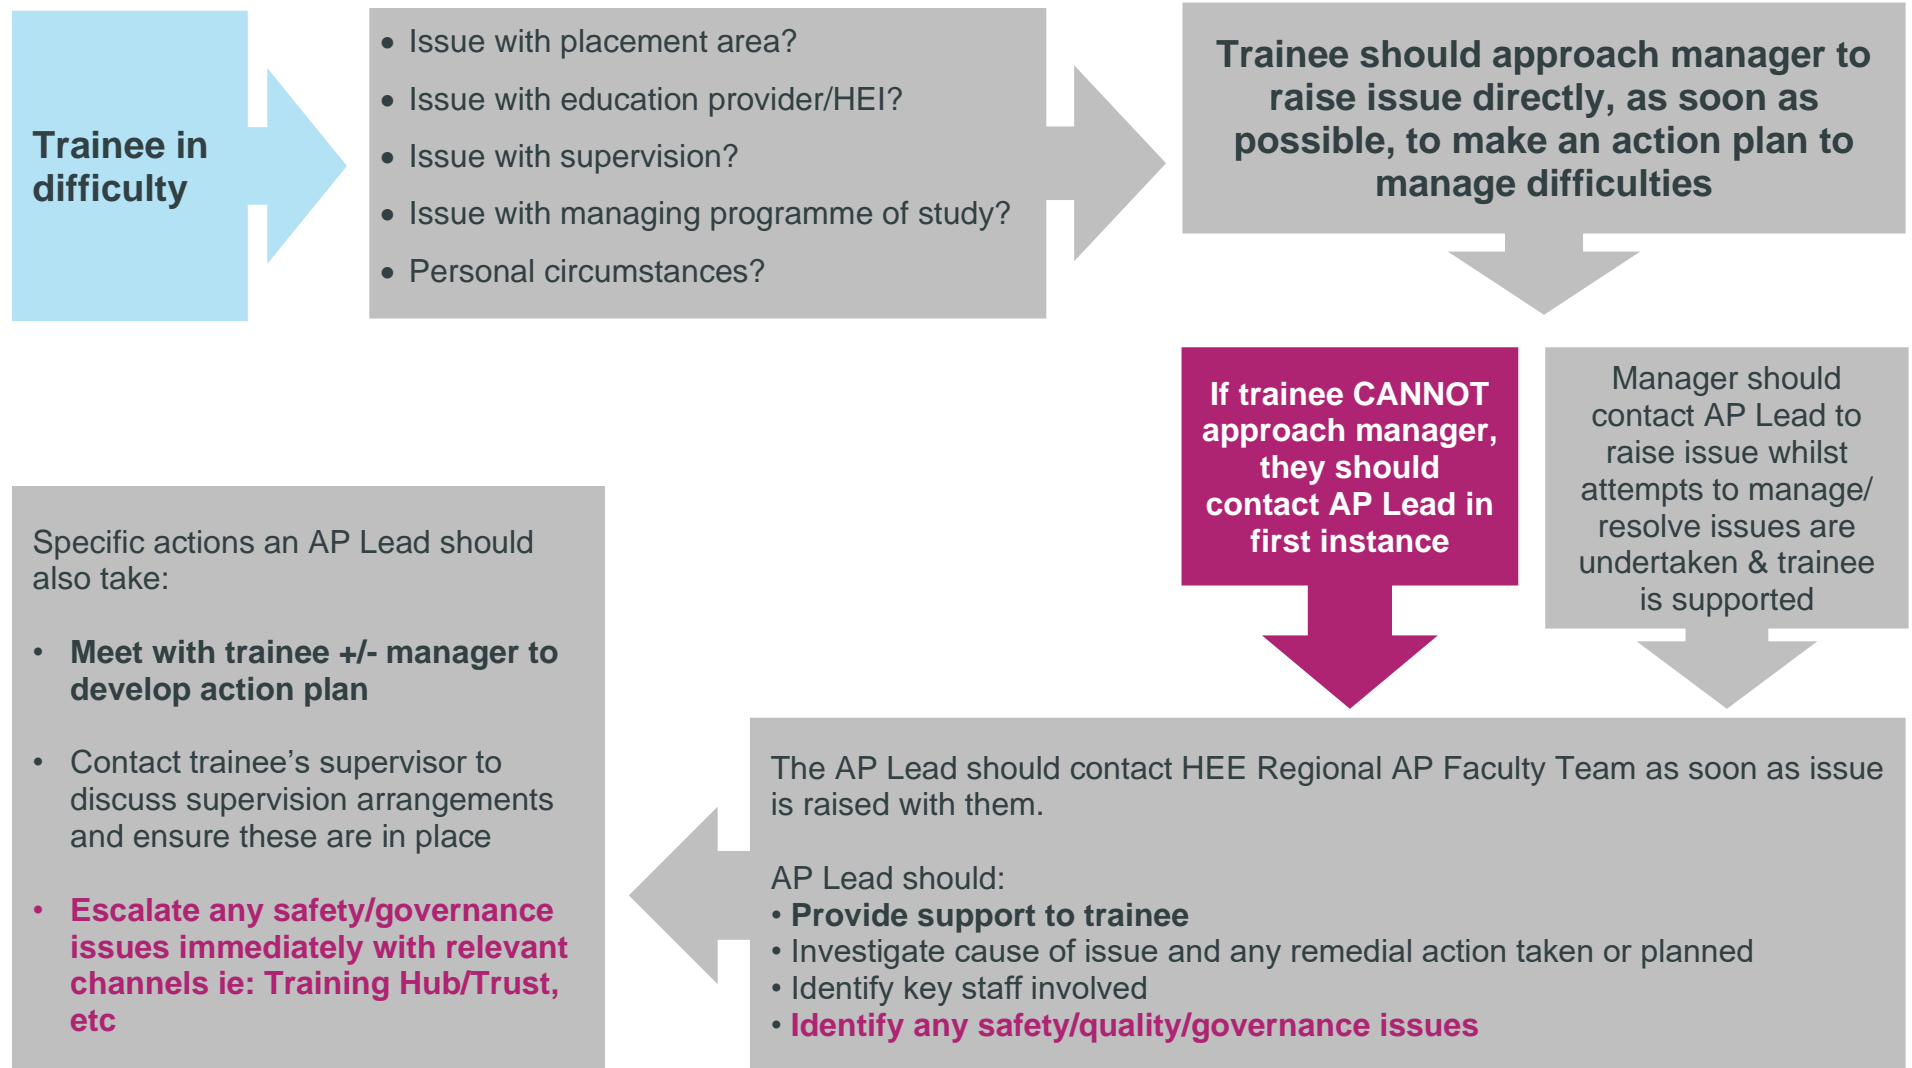 Trainee in
difficulty
• Issue with placement area?
• Issue with education provider/HEI?
• Issue with supervision?
• Issue with managing programme of study?
• Personal circumstances?
Trainee should approach manager to
raise issue directly, as soon as
possible, to make an action plan to
manage difficulties
If trainee CANNOT
approach manager,
they should
contact AP Lead in
first instance
Manager should
contact AP Lead to
raise issue whilst
attempts to manage/
resolve issues are
undertaken & trainee
is supported
The AP Lead should contact HEE Regional AP Faculty Team as soon as issue
is raised with them.
AP Lead should:
• Provide support to trainee
• Investigate cause of issue and any remedial action taken or planned
• Identify key staff involved
• Identify any safety/quality/governance issues
Specific actions an AP Lead should
also take:
• Meet with trainee +/- manager to
develop action plan
• Contact trainee’s supervisor to
discuss supervision arrangements
and ensure these are in place
• Escalate any safety/governance
issues immediately with relevant
channels ie: Training Hub/Trust,
etc